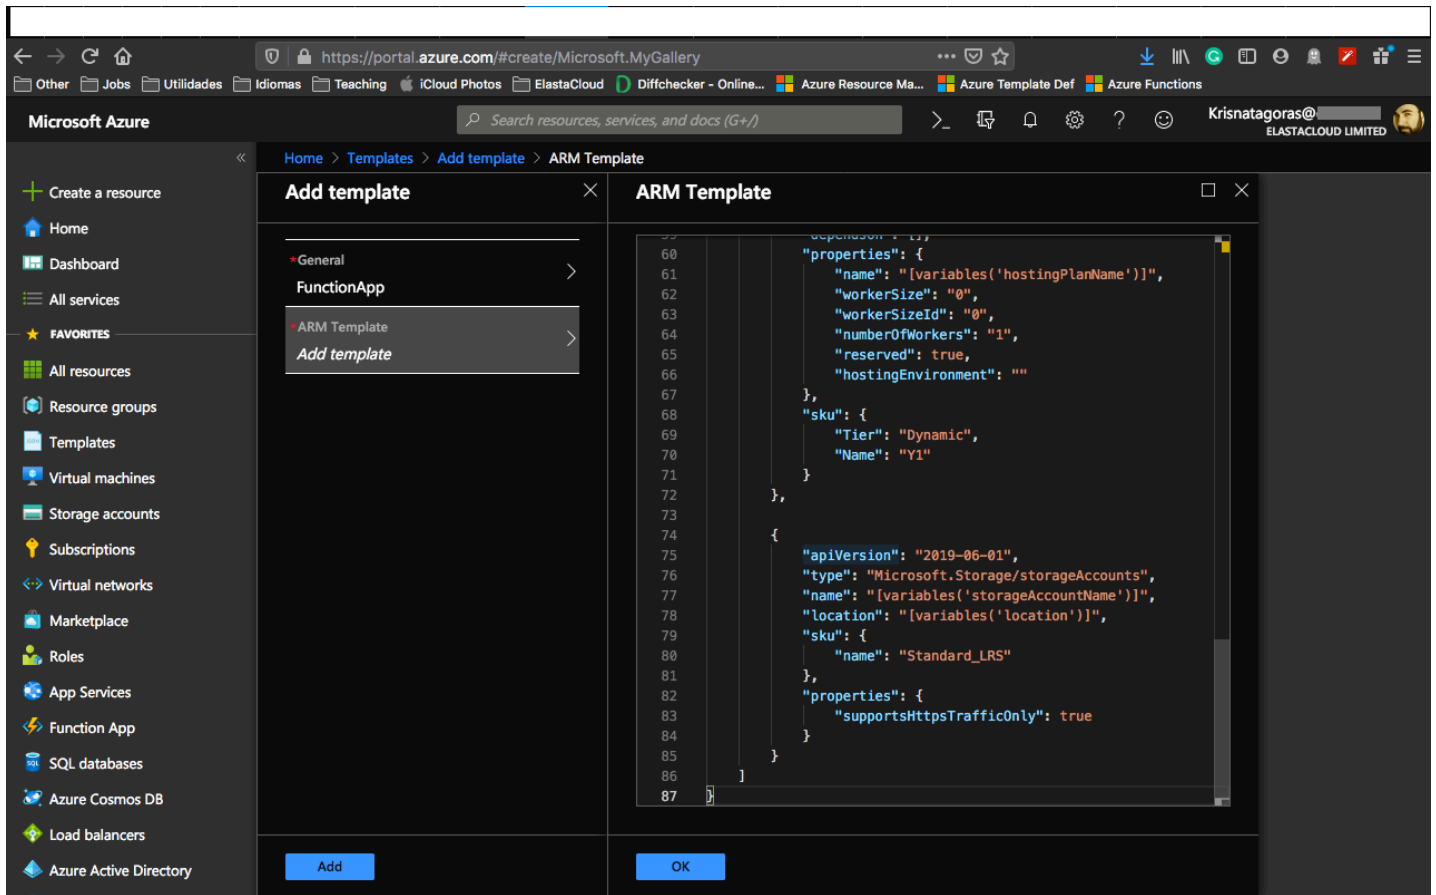 https://portal.azure.com/#create/Microsoft.MyGallery
Other Jobs Utilidades Idiomas Teaching iCloud Photos ElastaCloud Diffchecker - Online... Azure Resource Ma... Azure Template Def Azure Functions
Microsoft Azure
Search resources, services, and docs (G+/)
Krisnatagoras@
ELASTACLOUD LIMITED
Home > Templates > Add template > ARM Template
Create a resource
Home
Dashboard
All services
FAVORITES
All resources
Resource groups
Templates
Virtual machines
Storage accounts
Subscriptions
Virtual networks
Marketplace
Roles
App Services
Function App
SQL databases
Azure Cosmos DB
Load balancers
Azure Active Directory
Add template
*General
FunctionApp
*ARM Template
Add template
Add
ARM Template
60 "properties": {
61 "name": "[variables('hostingPlanName')]",
62 "workerSize": "0",
63 "workerSizeId": "0",
64 "numberOfWorkers": "1",
65 "reserved": true,
66 "hostingEnvironment": ""
67 },
68 "sku": {
69 "Tier": "Dynamic",
70 "Name": "Y1"
71 }
72 },
73
74 {
75 "apiVersion": "2019-06-01",
76 "type": "Microsoft.Storage/storageAccounts",
77 "name": "[variables('storageAccountName')]",
78 "location": "[variables('location')]",
79 "sku": {
80 "name": "Standard_LRS"
81 },
82 "properties": {
83 "supportsHttpsTrafficOnly": true
84 }
85 }
86 ]
87 }
OK